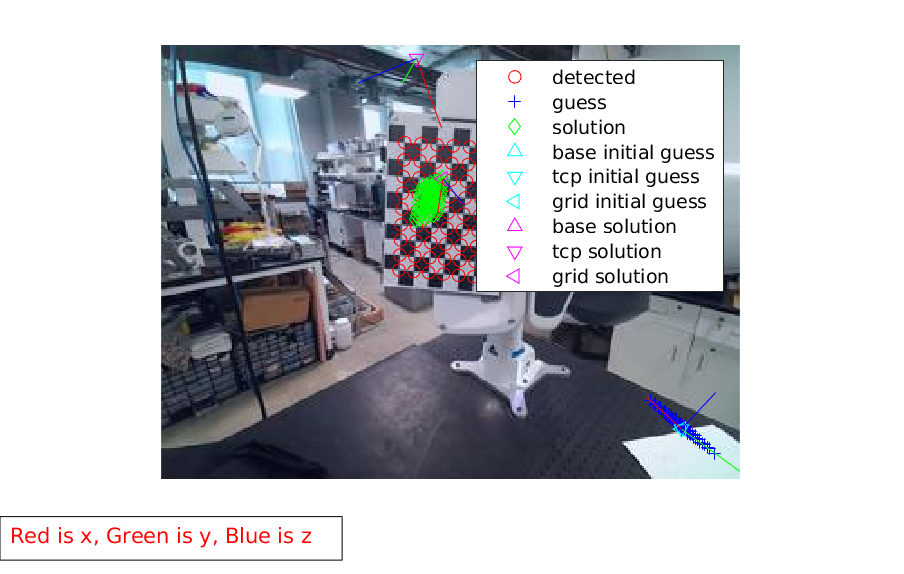 detected
guess
solution
base initial guess
tcp initial guess
grid initial guess
base solution
tcp solution
grid solution
Red is x, Green is y, Blue is z